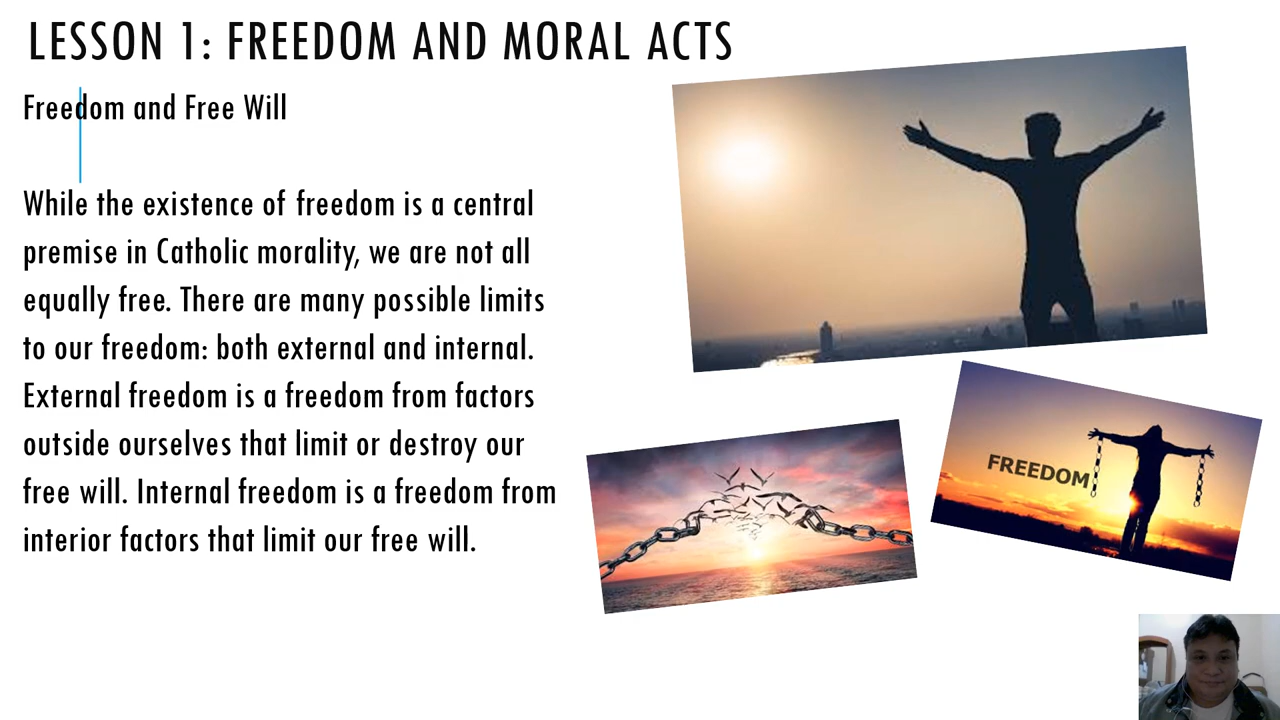 LESSON 1: FREEDOM AND MORAL ACTS
Freedom and Free Will
While the existence of freedom is a central
premise in Catholic morality, we are not all
equally free. There are many possible limits
to our freedom: both external and internal.
External freedom is a freedom from factors
outside ourselves that limit or destroy our
free will. Internal freedom is a freedom from
interior factors that limit our free will.
FREEDOM